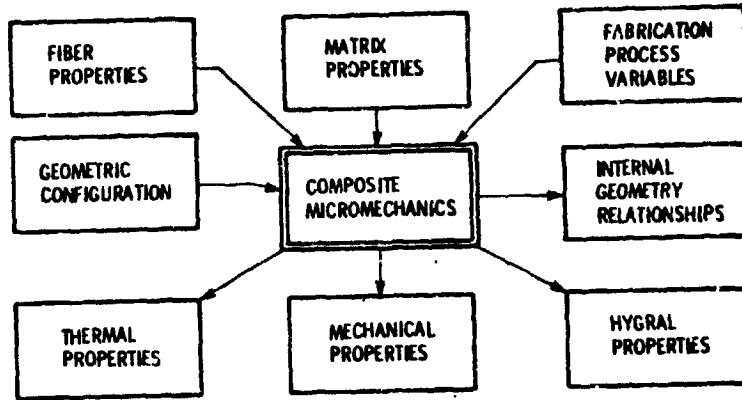 FIBER
PROPERTIES
MATRIX
PROPERTIES
FABRICATION
PROCESS
VARIABLES
GEOMETRIC
CONFIGURATION
COMPOSITE
MICROMECHANICS
INTERNAL
GEOMETRY
RELATIONSHIPS
THERMAL
PROPERTIES
MECHANICAL
PROPERTIES
HYGRAL
PROPERTIES